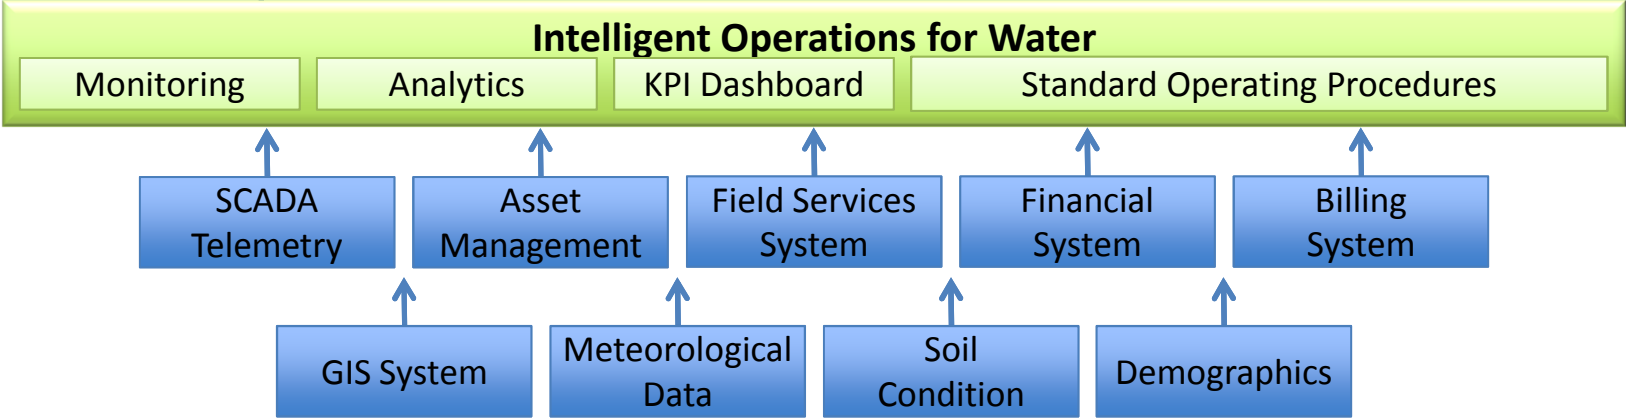 Intelligent Operations for Water
Monitoring
Analytics
KPI Dashboard
Standard Operating Procedures
SCADA
Telemetry
Asset
Management
Field Services
System
Financial
System
Billing
System
GIS System
Meteorological
Data
Soil
Condition
Demographics